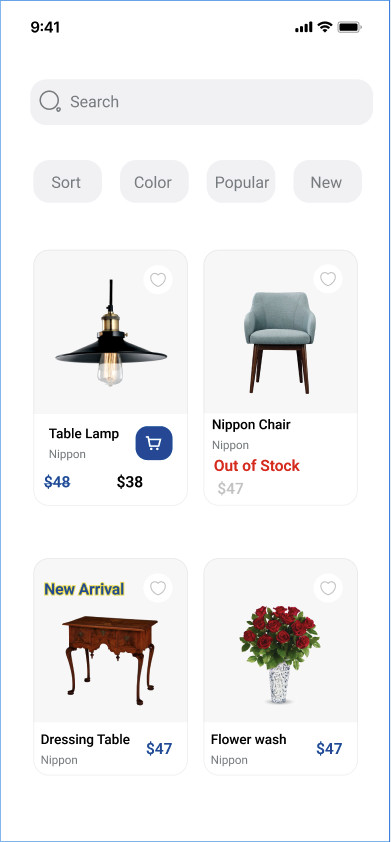 9:41
Search
Sort Color Popular New
Table Lamp
Nippon
$48 $38
Nippon Chair
Nippon
Out of Stock
$47
New Arrival
Dressing Table
Nippon
$47
Flower wash
Nippon
$47